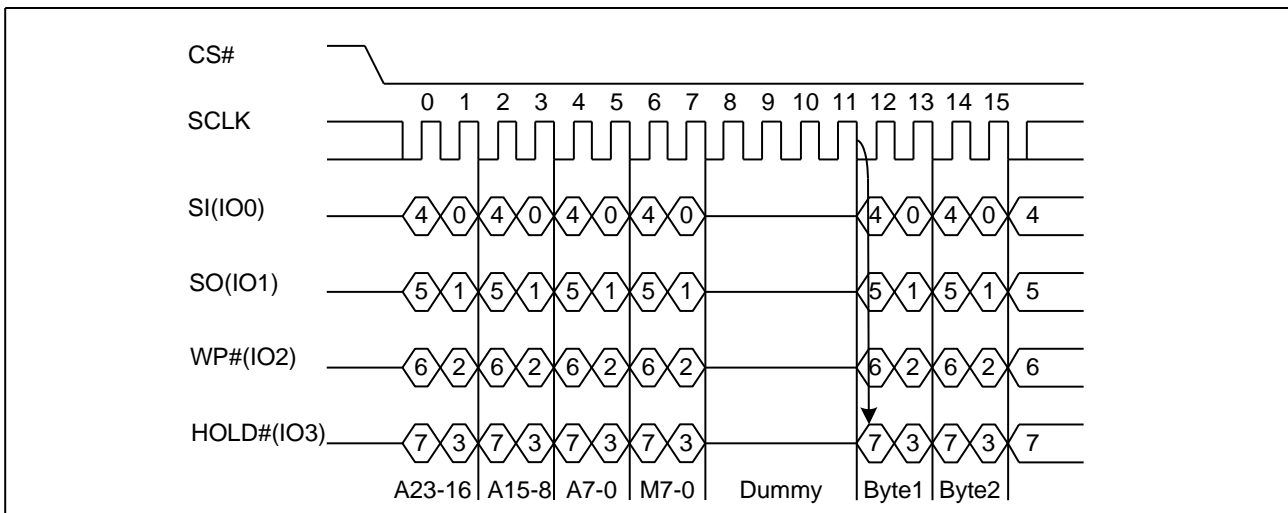 CS#
0 1 2 3 4 5 6 7 8 9 10 11 12 13 14 15
SCLK
SI(IO0) 4 0 4 0 4 0 4 0 4 0 4 0 4
SO(IO1) 5 1 5 1 5 1 5 1 5 1 5 1 5
WP#(IO2) 6 2 6 2 6 2 6 2 6 2 6 2 6
HOLD#(IO3) 7 3 7 3 7 3 7 3 7 3 7 3 7
A23-16 A15-8 A7-0 M7-0 Dummy Byte1 Byte2